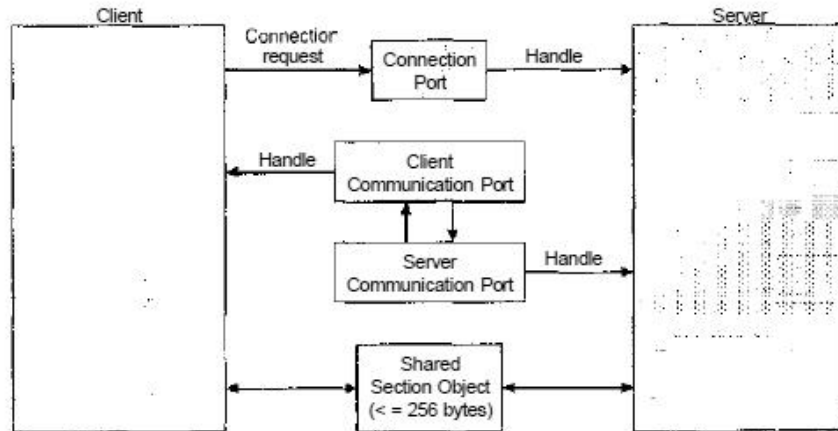 Client
Server
Connection
request
Connection
Port
Handle
Handle
Client
Communication Port
Server
Communication Port
Handle
Shared
Section Object
(< = 256 bytes)